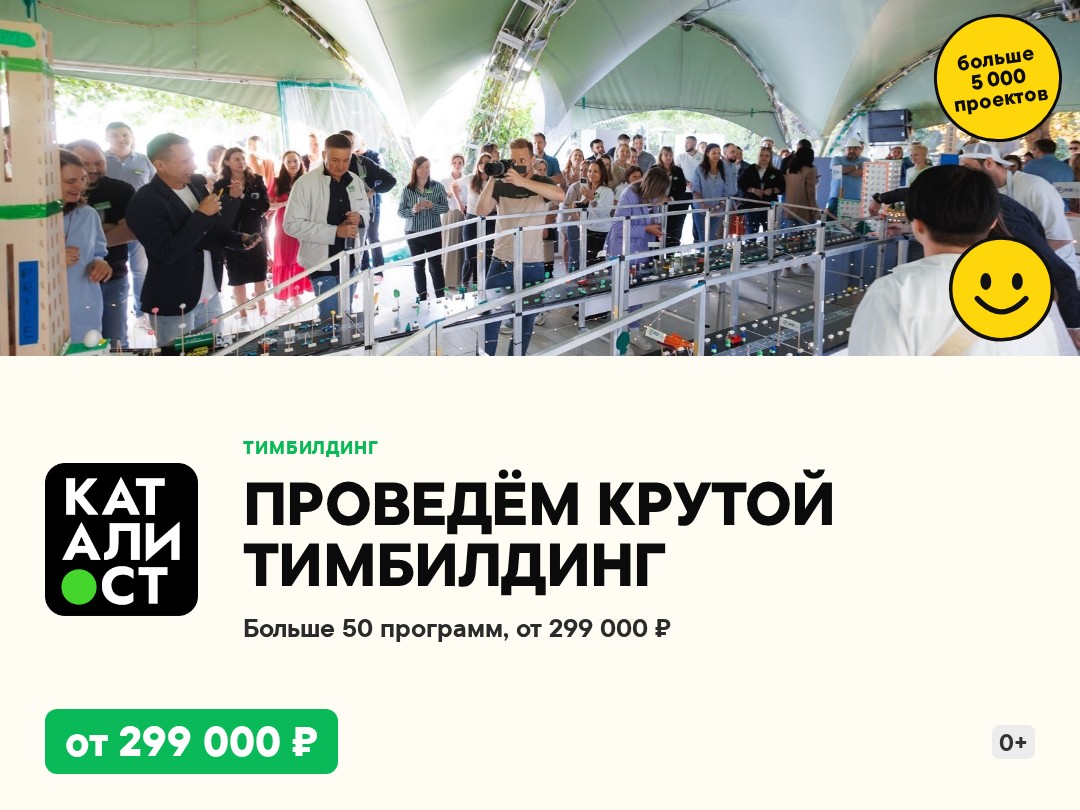 больше
5 000
проектов
ТИМБИЛДИНГ
КАТ
АЛИ
СТ
ПРОВЕДЁМ КРУТОЙ
ТИМБИЛДИНГ
Больше 50 программ, от 299 000 ₽
от 299 000 ₽
0+